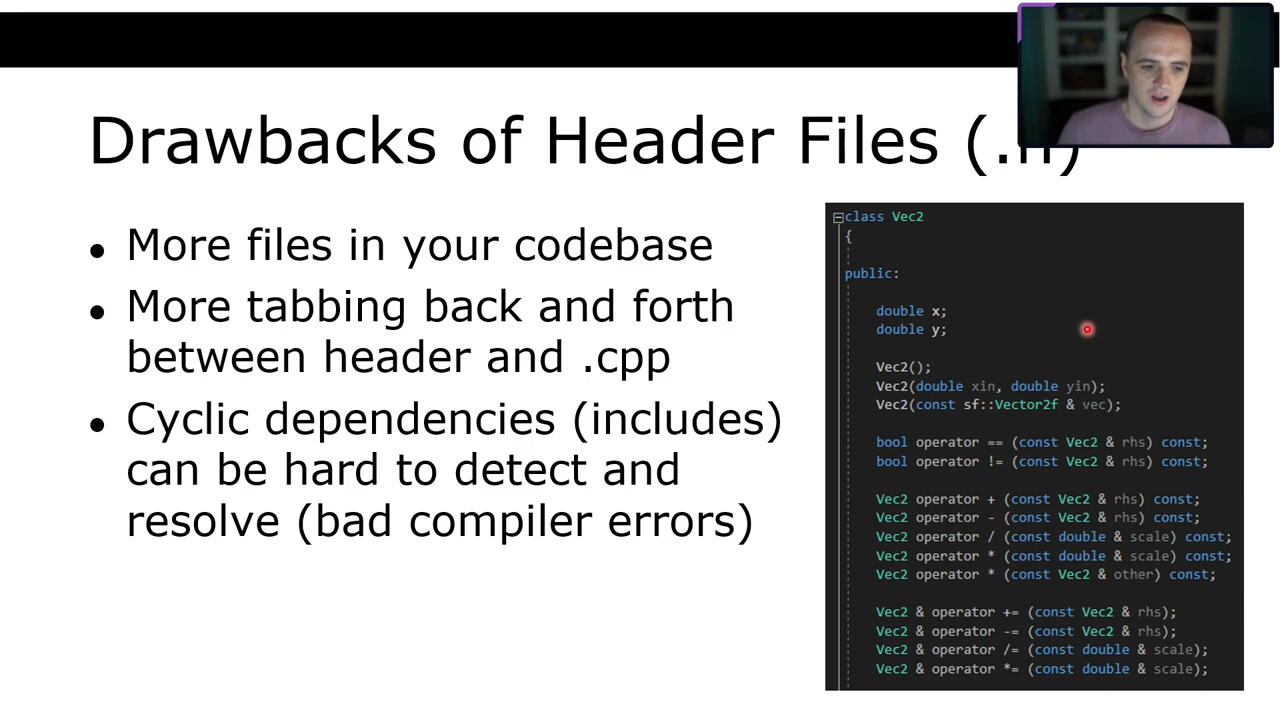 Drawbacks of Header Files (.h)
• More files in your codebase
• More tabbing back and forth
between header and .cpp
• Cyclic dependencies (includes)
can be hard to detect and
resolve (bad compiler errors)
class Vec2
{
public:
double x;
double y;
Vec2();
Vec2(double xin, double yin);
Vec2(const sf::Vector2f & vec);
bool operator == (const Vec2 & rhs) const;
bool operator != (const Vec2 & rhs) const;
Vec2 operator + (const Vec2 & rhs) const;
Vec2 operator - (const Vec2 & rhs) const;
Vec2 operator / (const double & scale) const;
Vec2 operator * (const double & scale) const;
Vec2 operator * (const Vec2 & other) const;
Vec2 & operator += (const Vec2 & rhs);
Vec2 & operator -= (const Vec2 & rhs);
Vec2 & operator /= (const double & scale);
Vec2 & operator *= (const double & scale);